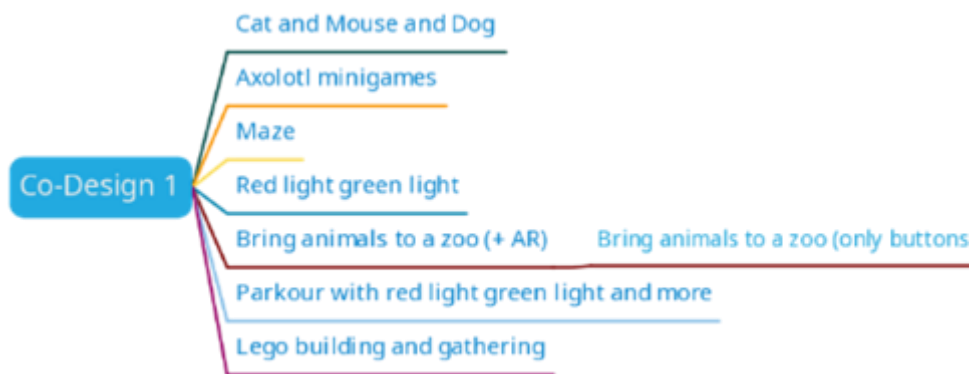 Cat and Mouse and Dog
Axolotl minigames
Maze
Co-Design 1
Red light green light
Bring animals to a zoo (+ AR)
Bring animals to a zoo (only buttons
Parkour with red light green light and more
Lego building and gathering